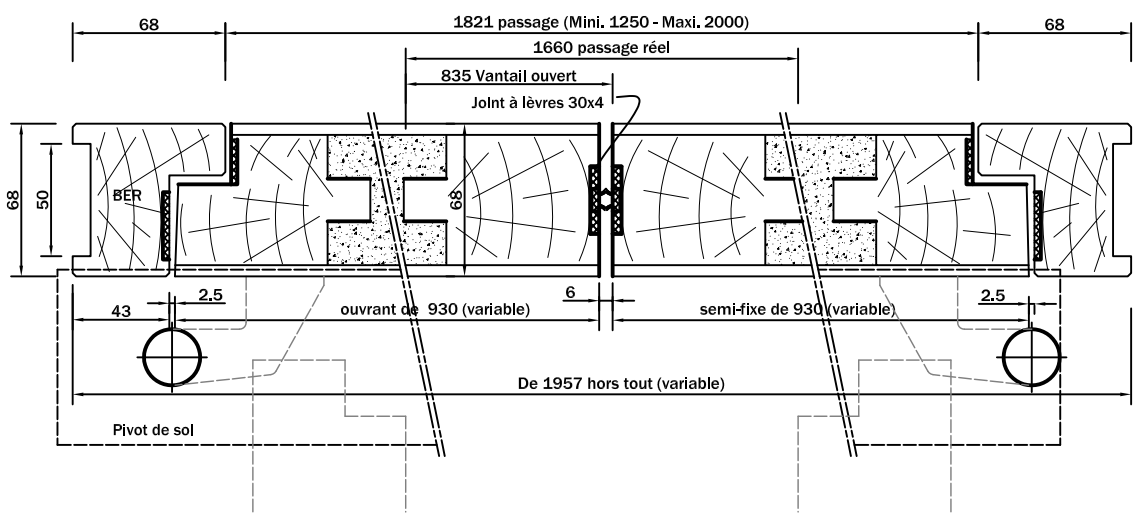 1821 passage (Mini. 1250 - Maxi. 2000)
68
68
1660 passage réel
835 Vantail ouvert
Joint à lèvres 30x4
68
50
BER
68
2.5
6
2.5
43
ouvrant de 930 (variable)
semi-fixe de 930 (variable)
De 1957 hors tout (variable)
Pivot de sol